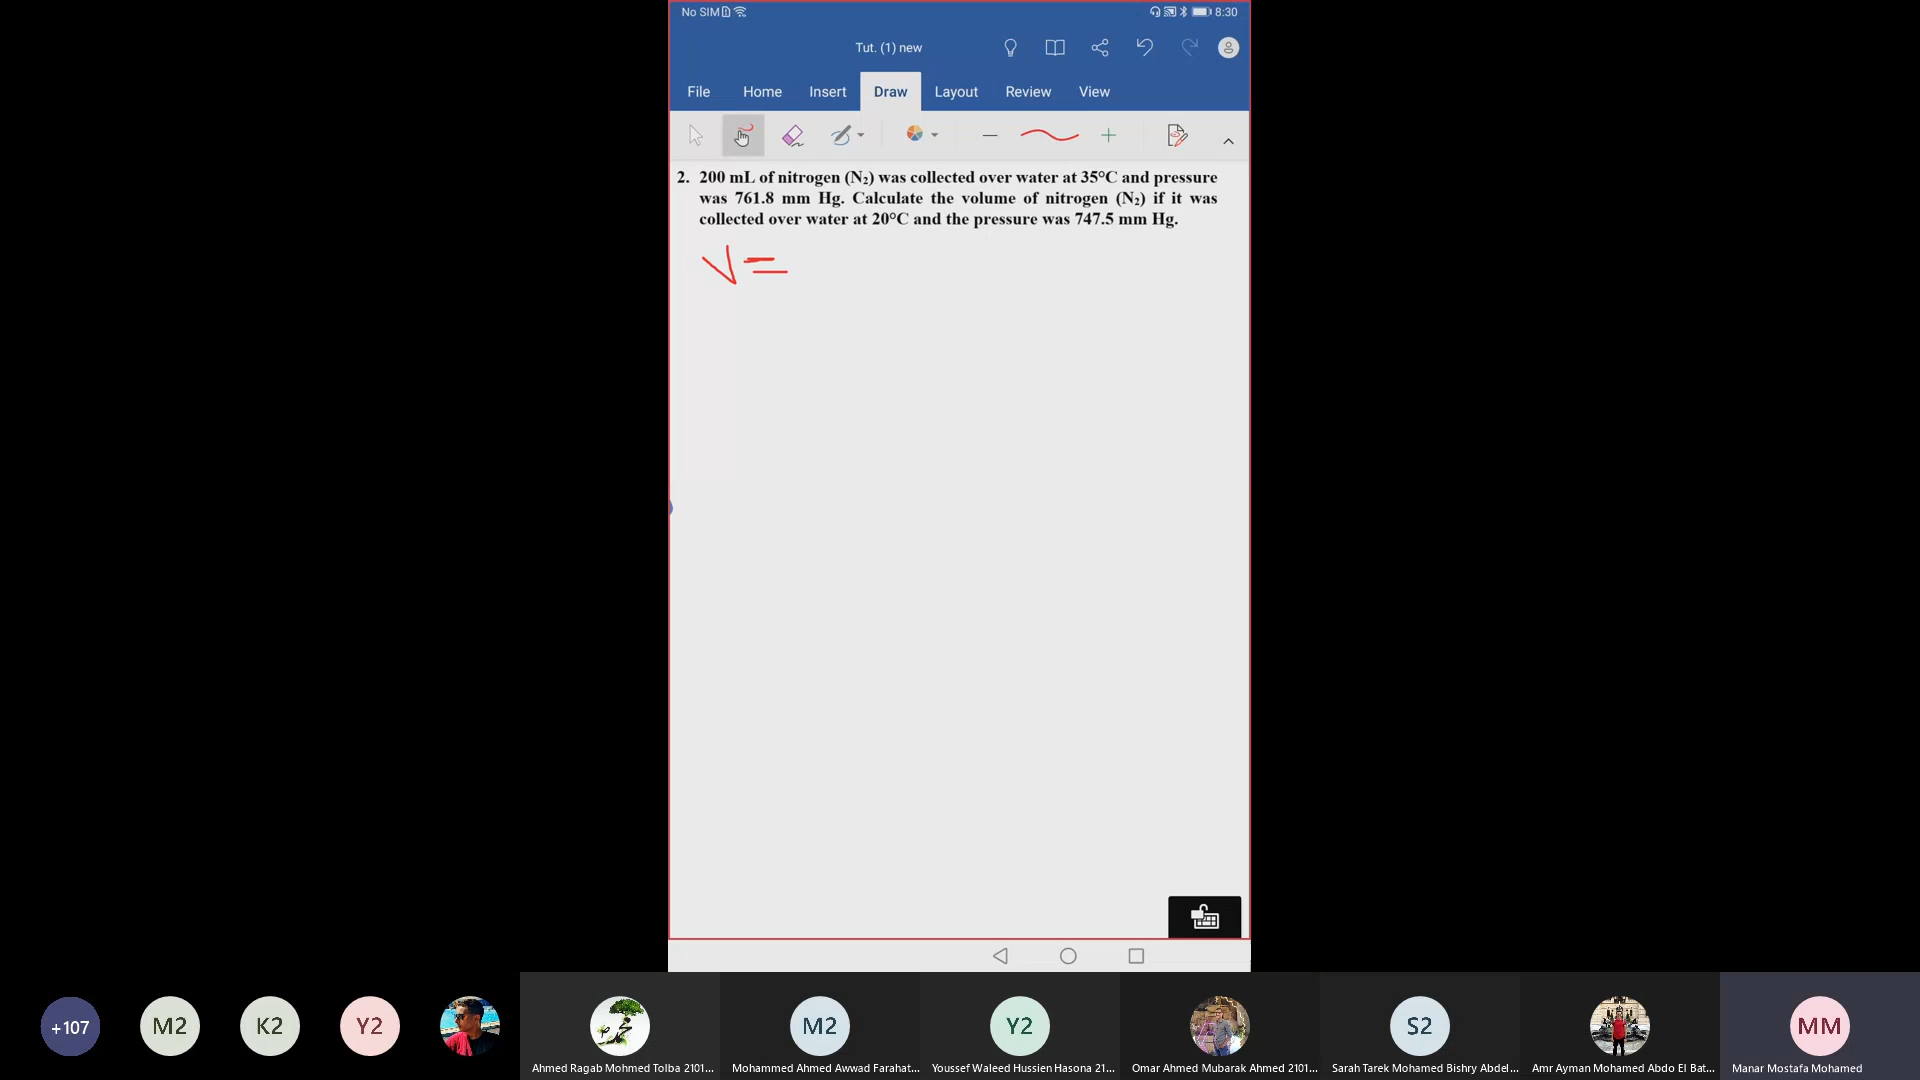 No SIM 8:30
Tut. (1) new
File Home Insert Draw Layout Review View
2. 200 mL of nitrogen (N₂) was collected over water at 35°C and pressure
was 761.8 mm Hg. Calculate the volume of nitrogen (N₂) if it was
collected over water at 20°C and the pressure was 747.5 mm Hg.
V =
+107 M2 K2 Y2 M2 Y2 S2 MM
Ahmed Ragab Mohmed Tolba 2101... Mohammed Ahmed Awwad Farahat... Youssef Waleed Hussien Hasona 21... Omar Ahmed Mubarak Ahmed 2101... Sarah Tarek Mohamed Bishry Abdel... Amr Ayman Mohamed Abdo El Bat... Manar Mostafa Mohamed